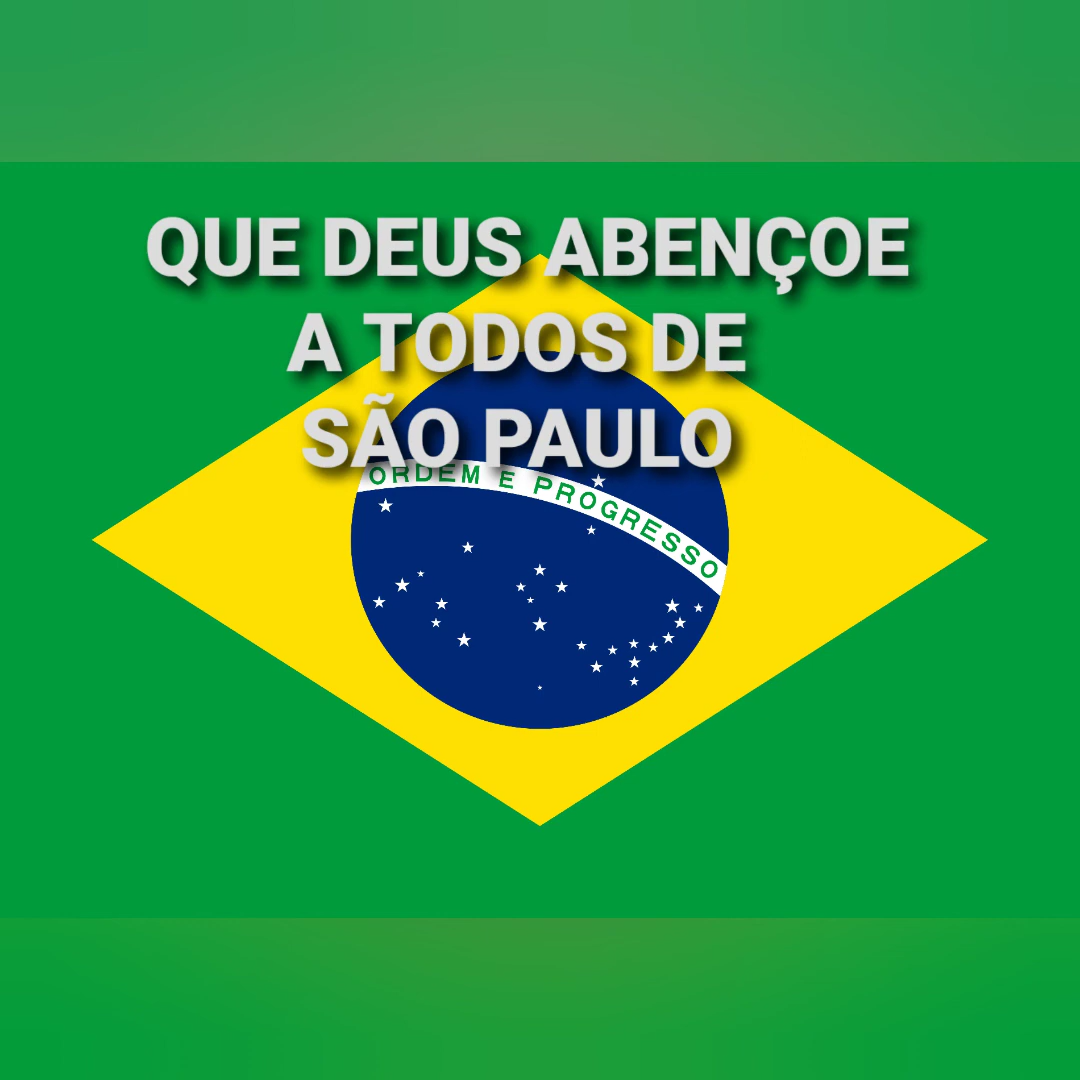 QUE DEUS ABENÇOE
A TODOS DE
SÃO PAULO
ORDEM E PROGRESSO